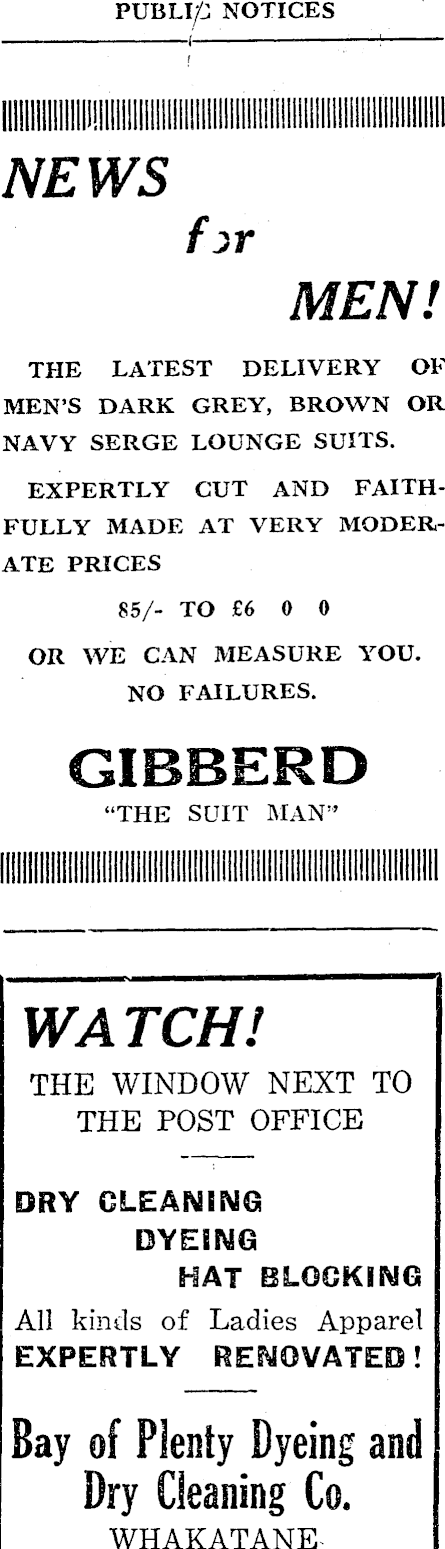 PUBLIC NOTICES
NEWS
for
MEN!
THE LATEST DELIVERY OF
MEN'S DARK GREY, BROWN OR
NAVY SERGE LOUNGE SUITS.
EXPERTLY CUT AND FAITH-
FULLY MADE AT VERY MODER-
ATE PRICES
85/- TO £6 0 0
OR WE CAN MEASURE YOU.
NO FAILURES.
GIBBERD
"THE SUIT MAN"
WATCH!
THE WINDOW NEXT TO
THE POST OFFICE
DRY CLEANING
DYEING
HAT BLOCKING
All kinds of Ladies Apparel
EXPERTLY RENOVATED!
Bay of Plenty Dyeing and
Dry Cleaning Co.
WHAKATANE